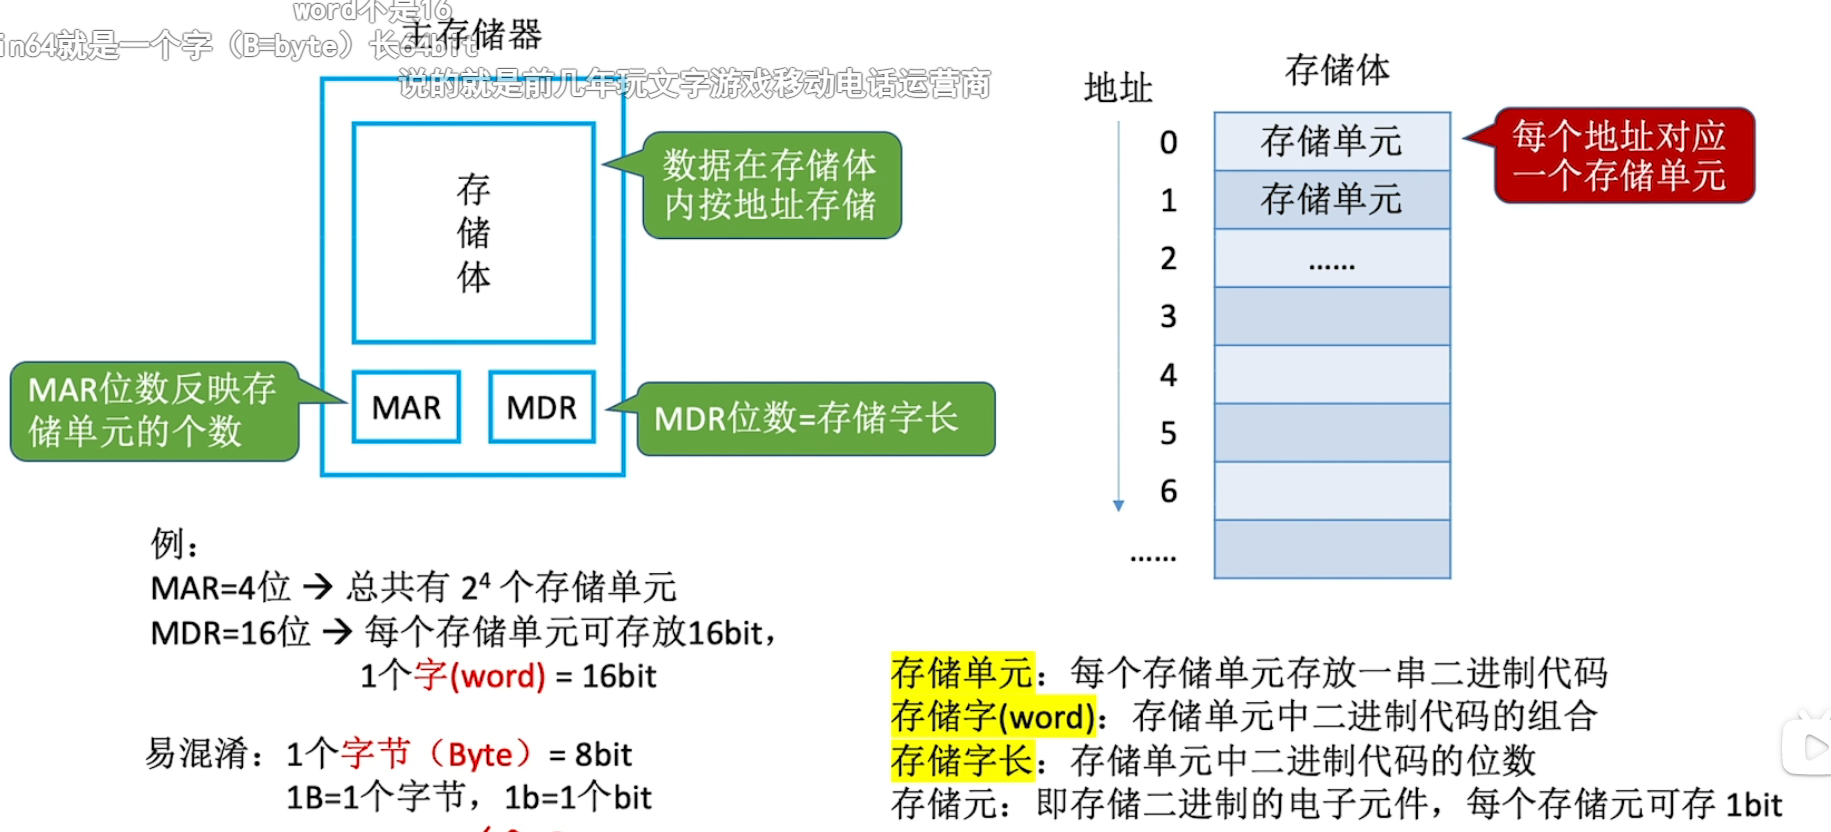 word不是16
in64就是一个字（B=byte）长64bit
主存储器
说的就是前几年玩文字游戏移动电话运营商
存储体
数据在存储体
内按地址存储
MAR位数反映存
储单元的个数
MAR
MDR
MDR位数=存储字长
地址
存储体
0
存储单元
每个地址对应
一个存储单元
1
存储单元
2
......
3
4
5
6
......
例：
MAR=4位 → 总共有 2⁴ 个存储单元
MDR=16位 → 每个存储单元可存放16bit，
1个字(word) = 16bit
易混淆：1个字节（Byte）= 8bit
1B=1个字节，1b=1个bit
存储单元：每个存储单元存放一串二进制代码
存储字(word)：存储单元中二进制代码的组合
存储字长：存储单元中二进制代码的位数
存储元：即存储二进制的电子元件，每个存储元可存 1bit